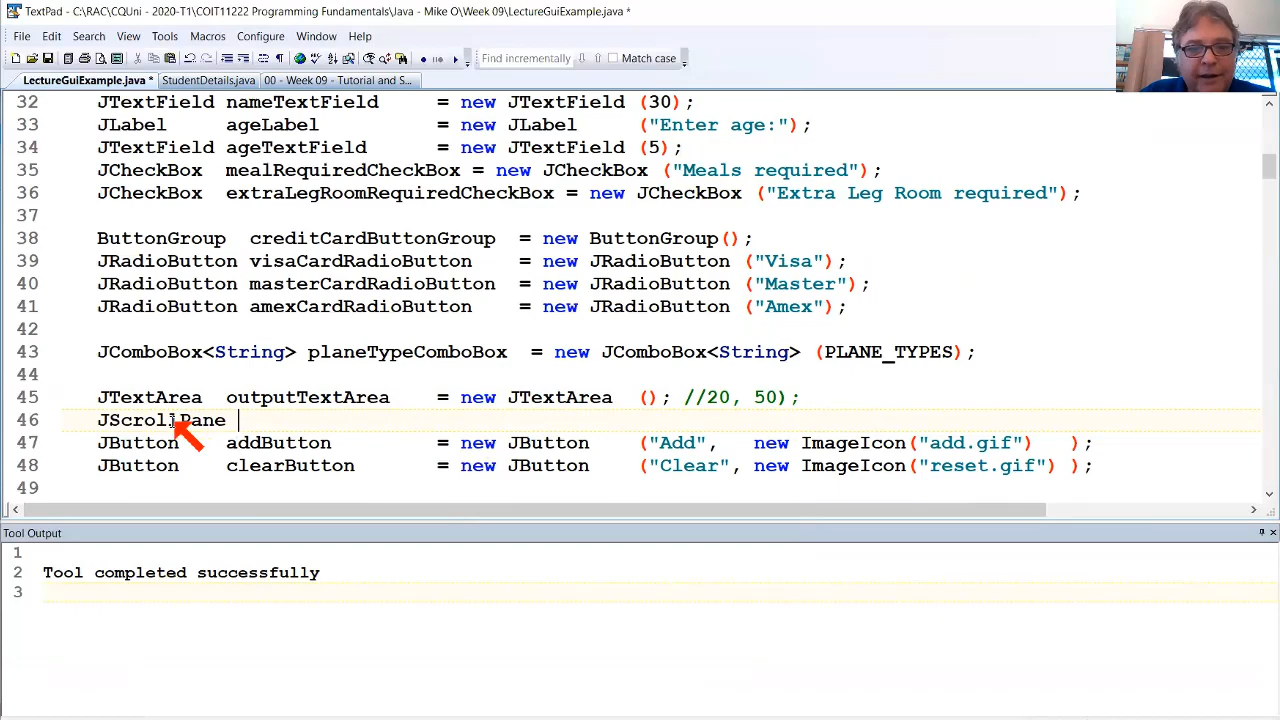 TextPad - C:\RAC\CQUni - 2020-T1\COIT11222 Programming Fundamentals\Java - Mike O\Week 09\LectureGuiExample.java *
File Edit Search View Tools Macros Configure Window Help
Find incrementally Match case
LectureGuiExample.java * StudentDetails.java 00 - Week 09 - Tutorial and S...
32 JTextField nameTextField = new JTextField (30);
33 JLabel ageLabel = new JLabel ("Enter age:");
34 JTextField ageTextField = new JTextField (5);
35 JCheckBox mealRequiredCheckBox = new JCheckBox ("Meals required");
36 JCheckBox extraLegRoomRequiredCheckBox = new JCheckBox ("Extra Leg Room required");
37
38 ButtonGroup creditCardButtonGroup = new ButtonGroup();
39 JRadioButton visaCardRadioButton = new JRadioButton ("Visa");
40 JRadioButton masterCardRadioButton = new JRadioButton ("Master");
41 JRadioButton amexCardRadioButton = new JRadioButton ("Amex");
42
43 JComboBox<String> planeTypeComboBox = new JComboBox<String> (PLANE_TYPES);
44
45 JTextArea outputTextArea = new JTextArea (); //20, 50);
46 JScrollPane
47 JButton addButton = new JButton ("Add", new ImageIcon("add.gif") );
48 JButton clearButton = new JButton ("Clear", new ImageIcon("reset.gif") );
49
Tool Output
1
2 Tool completed successfully
3